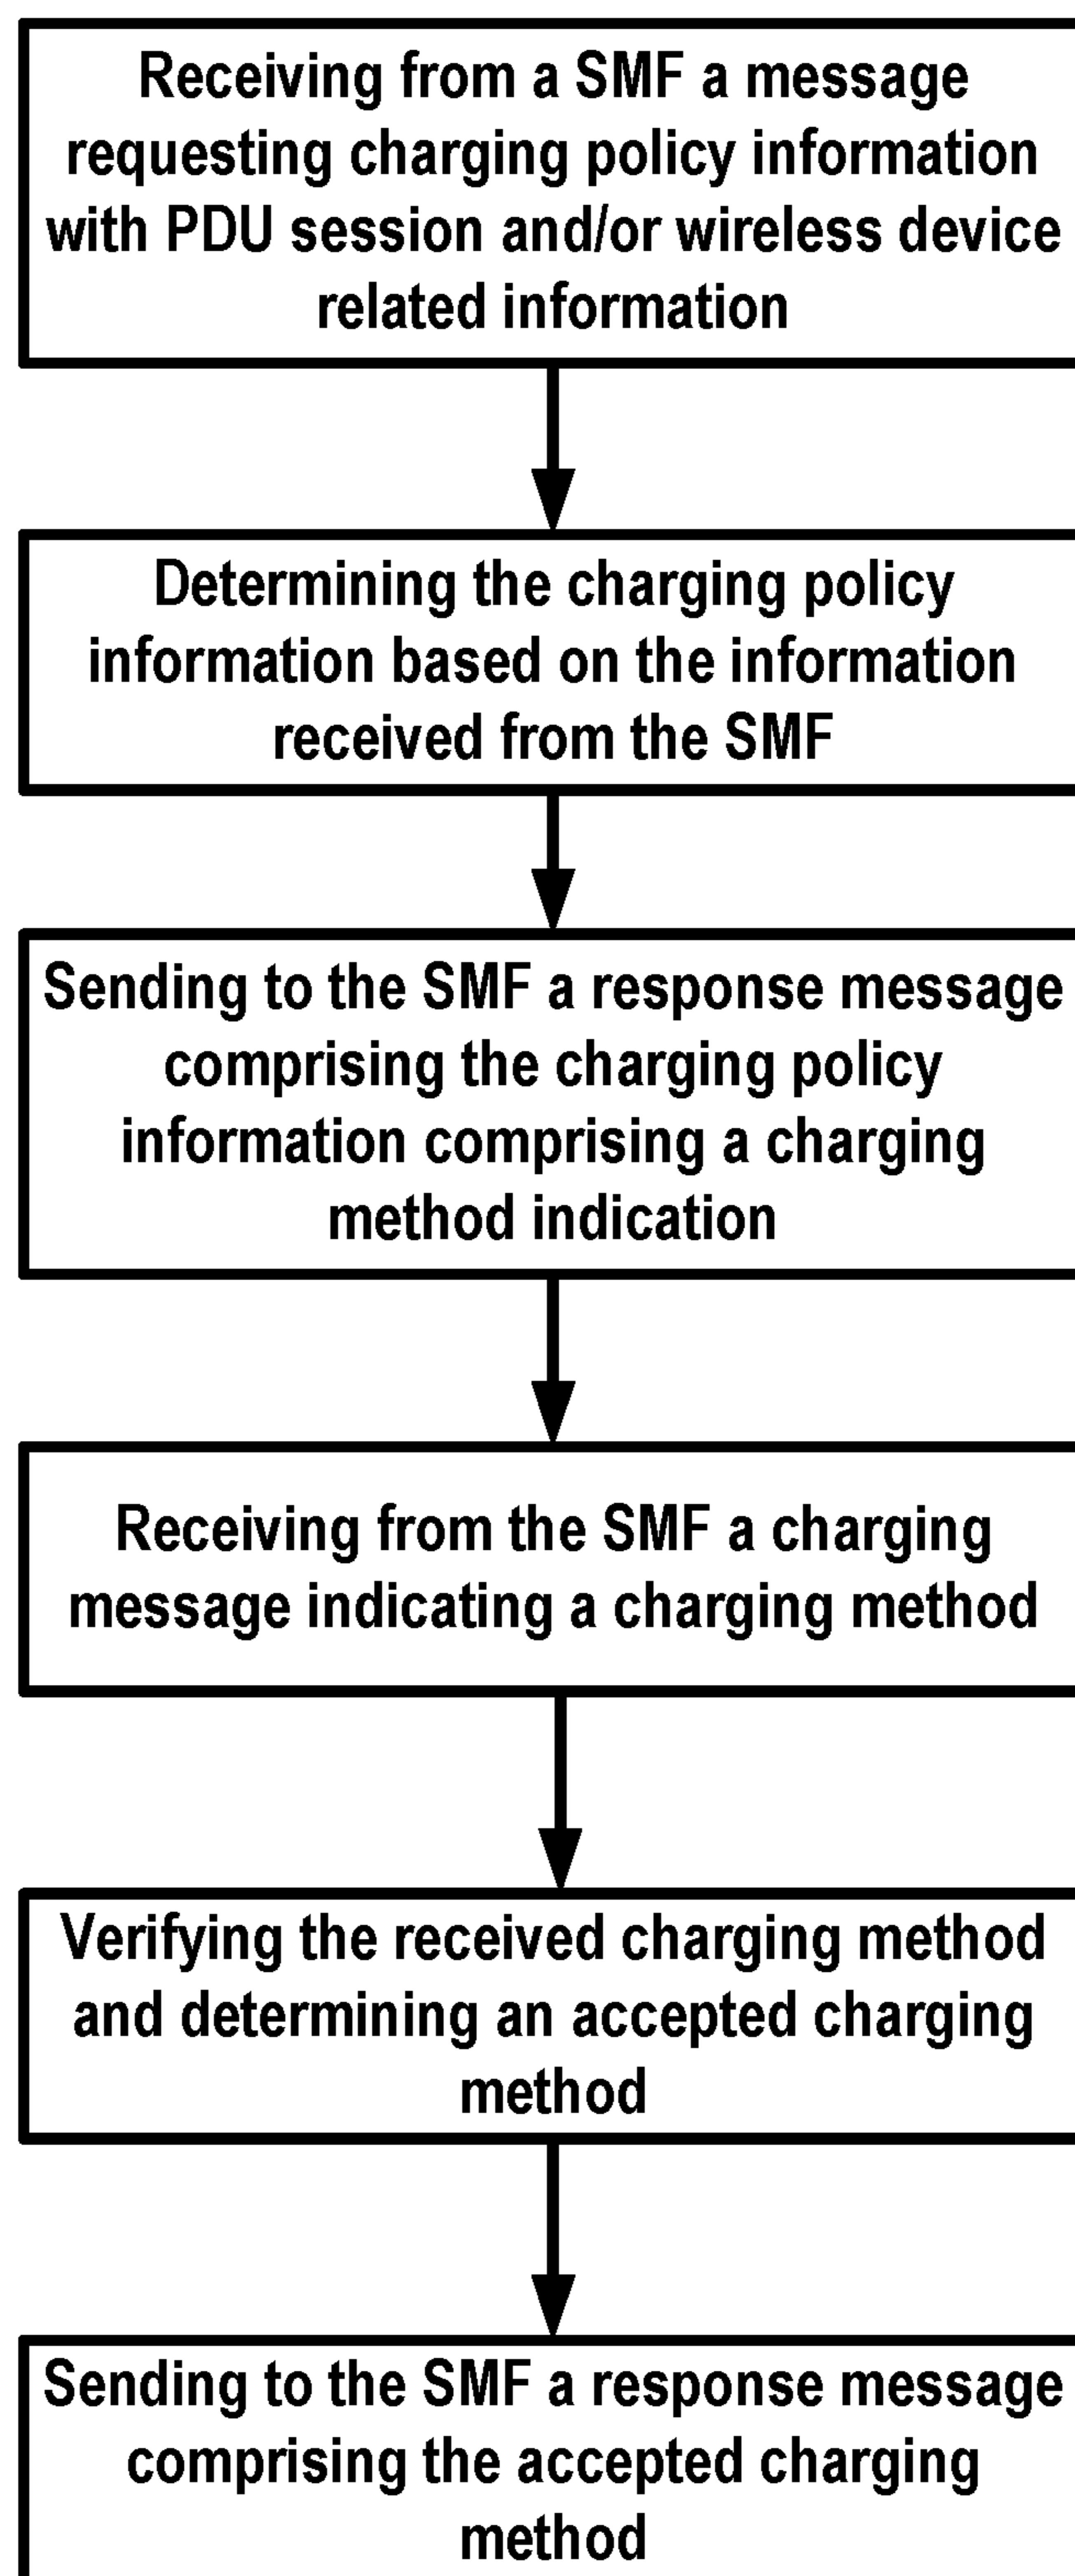 Receiving from a SMF a message
requesting charging policy information
with PDU session and/or wireless device
related information
Determining the charging policy
information based on the information
received from the SMF
Sending to the SMF a response message
comprising the charging policy
information comprising a charging
method indication
Receiving from the SMF a charging
message indicating a charging method
Verifying the received charging method
and determining an accepted charging
method
Sending to the SMF a response message
comprising the accepted charging
method